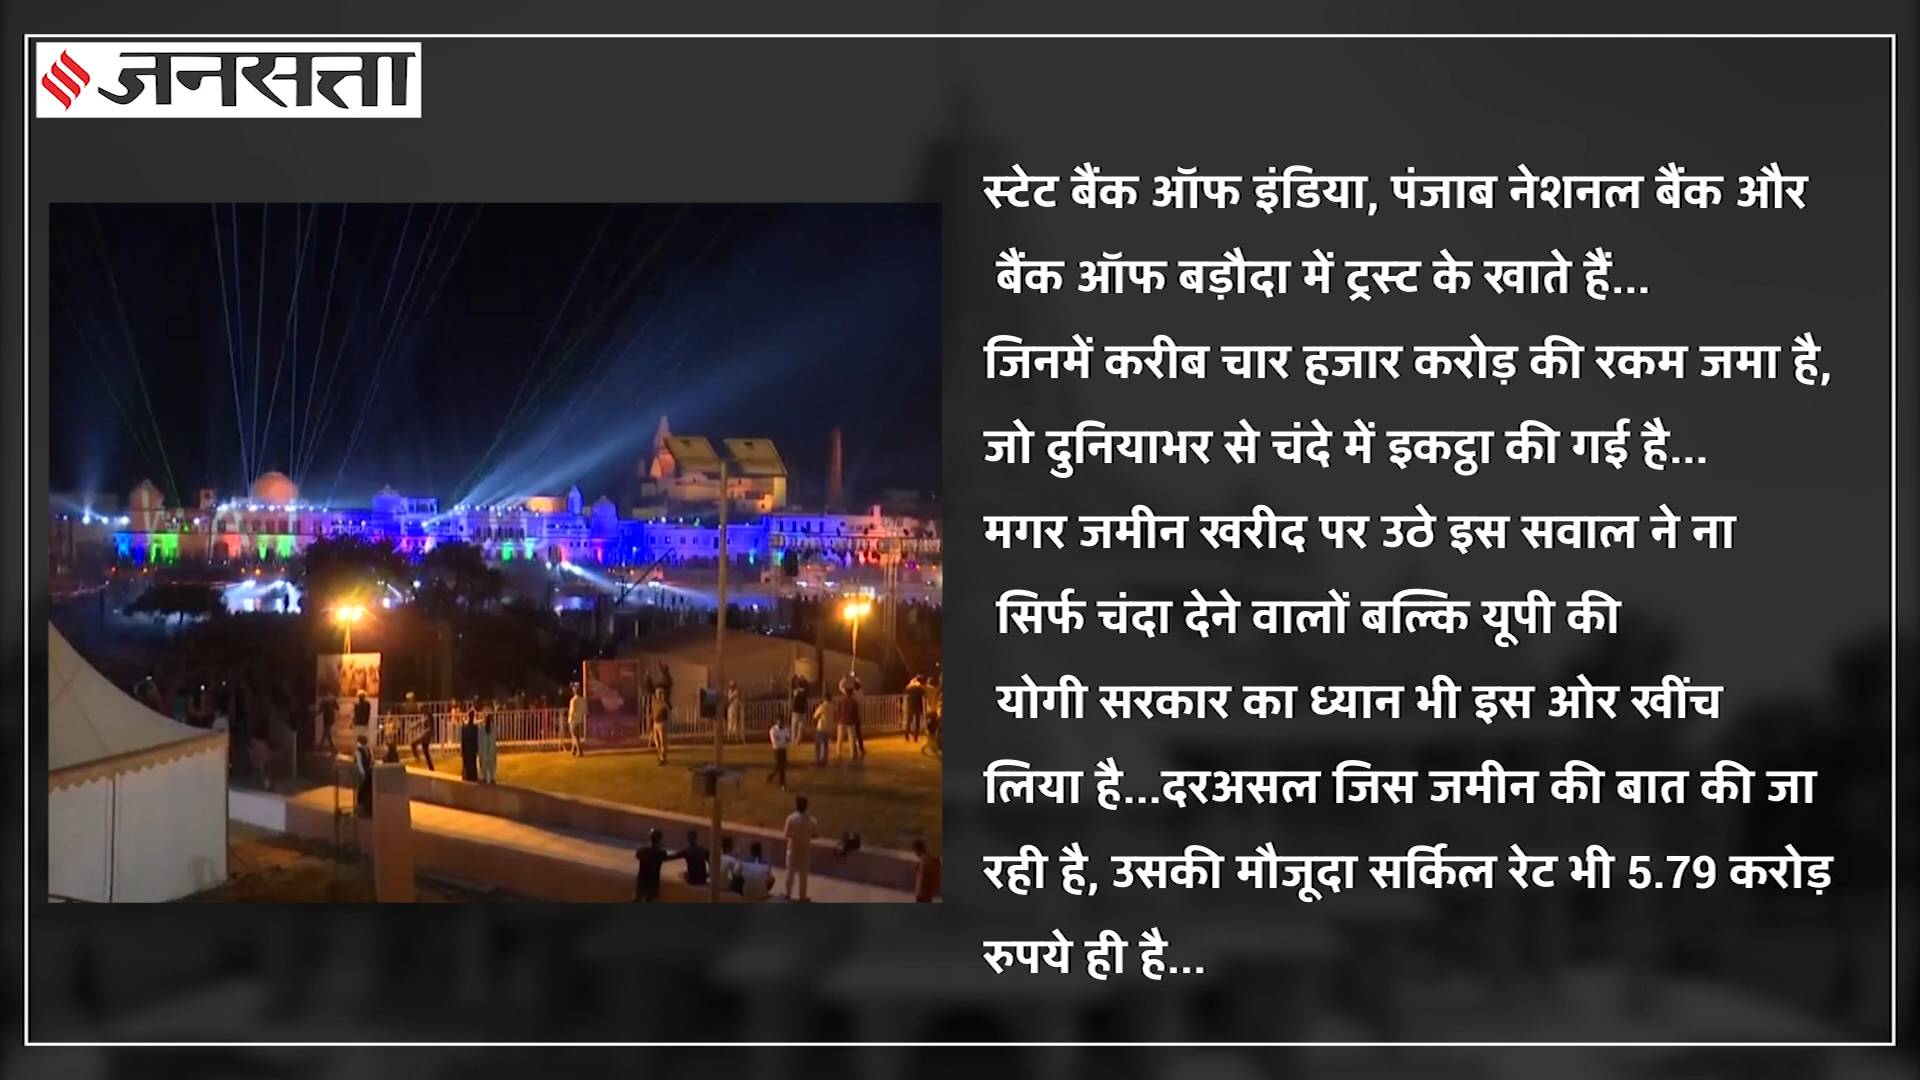 जनसत्ता
स्टेट बैंक ऑफ इंडिया, पंजाब नेशनल बैंक और
बैंक ऑफ बड़ौदा में ट्रस्ट के खाते हैं...
जिनमें करीब चार हजार करोड़ की रकम जमा है,
जो दुनियाभर से चंदे में इकट्ठा की गई है...
मगर जमीन खरीद पर उठे इस सवाल ने ना
सिर्फ चंदा देने वालों बल्कि यूपी की
योगी सरकार का ध्यान भी इस ओर खींच
लिया है...दरअसल जिस जमीन की बात की जा
रही है, उसकी मौजूदा सर्किल रेट भी 5.79 करोड़
रुपये ही है...